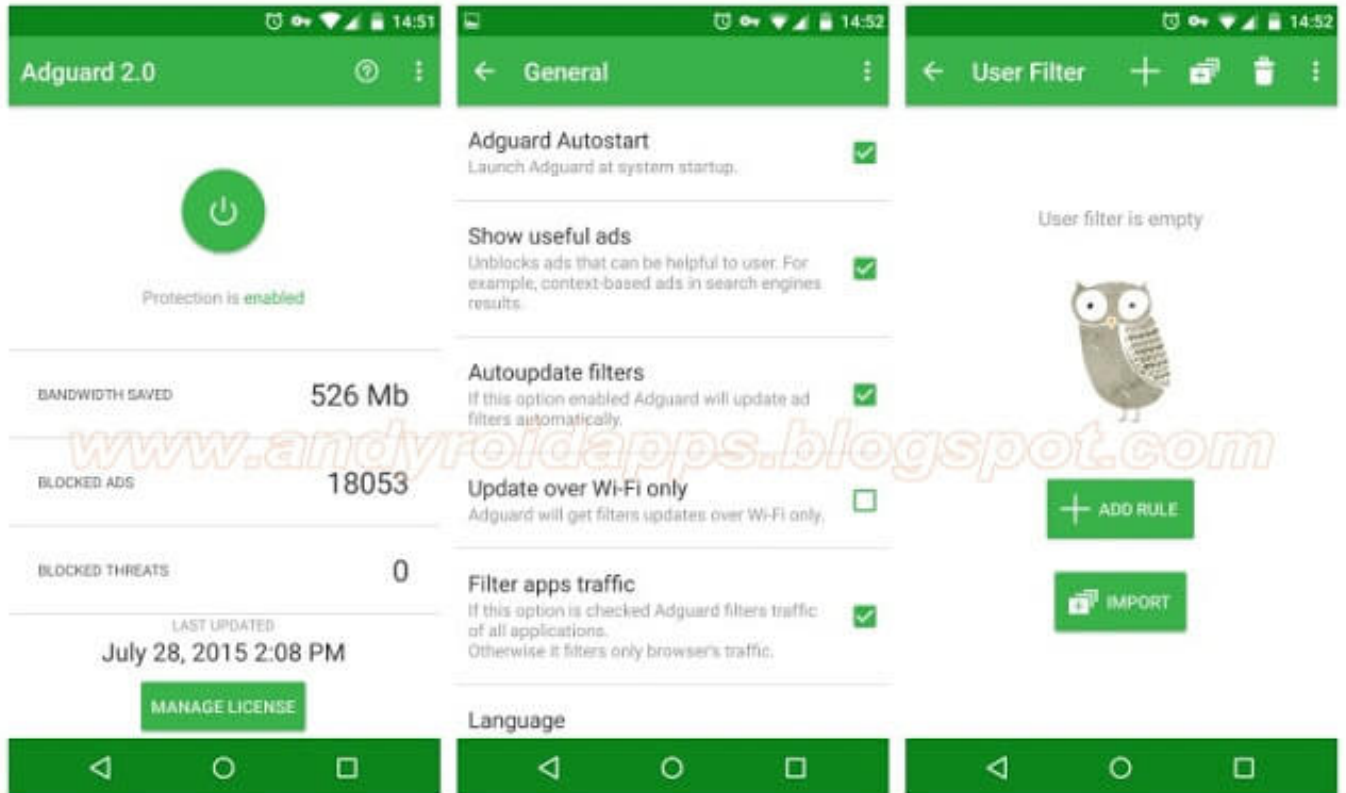 14:51
Adguard 2.0
Protection is enabled
BANDWIDTH SAVED 526 Mb
BLOCKED ADS 18053
BLOCKED THREATS 0
LAST UPDATED
July 28, 2015 2:08 PM
MANAGE LICENSE
14:52
General
Adguard Autostart
Launch Adguard at system startup.
Show useful ads
Unblocks ads that can be helpful to user. For
example, context-based ads in search engines
results.
Autoupdate filters
If this option enabled Adguard will update ad
filters automatically.
Update over Wi-Fi only
Adguard will get filters updates over Wi-Fi only.
Filter apps traffic
If this option is checked Adguard filters traffic
of all applications.
Otherwise it filters only browser's traffic.
Language
14:52
User Filter
User filter is empty
ADD RULE
IMPORT
www.andyroidapps.blogspot.com